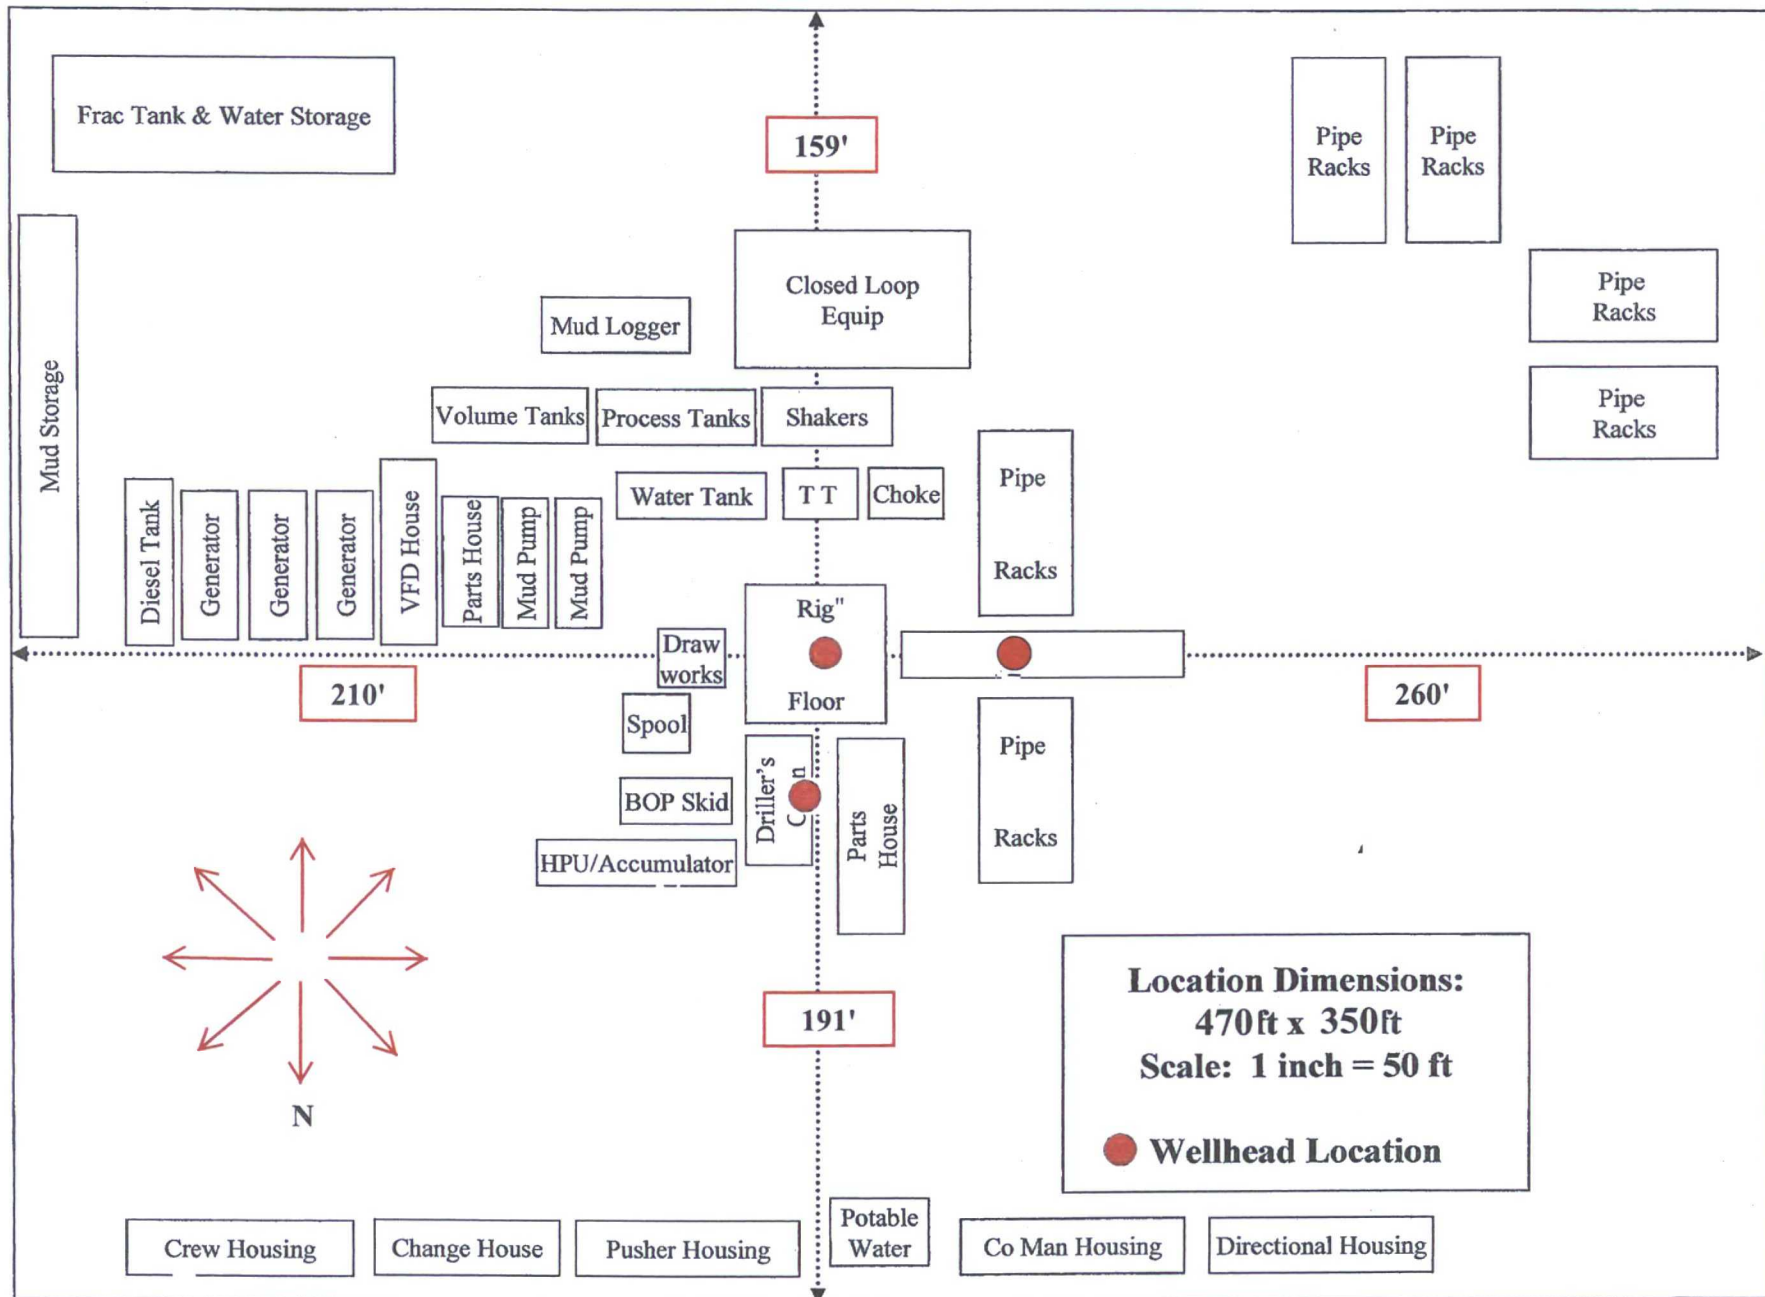 Frac Tank & Water Storage
159'
Pipe
Racks
Pipe
Racks
Closed Loop
Equip
Pipe
Racks
Mud Logger
Mud Storage
Volume Tanks
Process Tanks
Shakers
Pipe
Racks
Diesel Tank
Generator
Generator
Generator
VFD House
Parts House
Mud Pump
Mud Pump
Water Tank
T T
Choke
Pipe
Racks
Rig"
Floor
Draw
works
210'
260'
Spool
Driller's
Parts
House
Pipe
Racks
BOP Skid
HPU/Accumulator
N
191'
Location Dimensions:
470ft x 350ft
Scale: 1 inch = 50 ft
Wellhead Location
Crew Housing
Change House
Pusher Housing
Potable
Water
Co Man Housing
Directional Housing